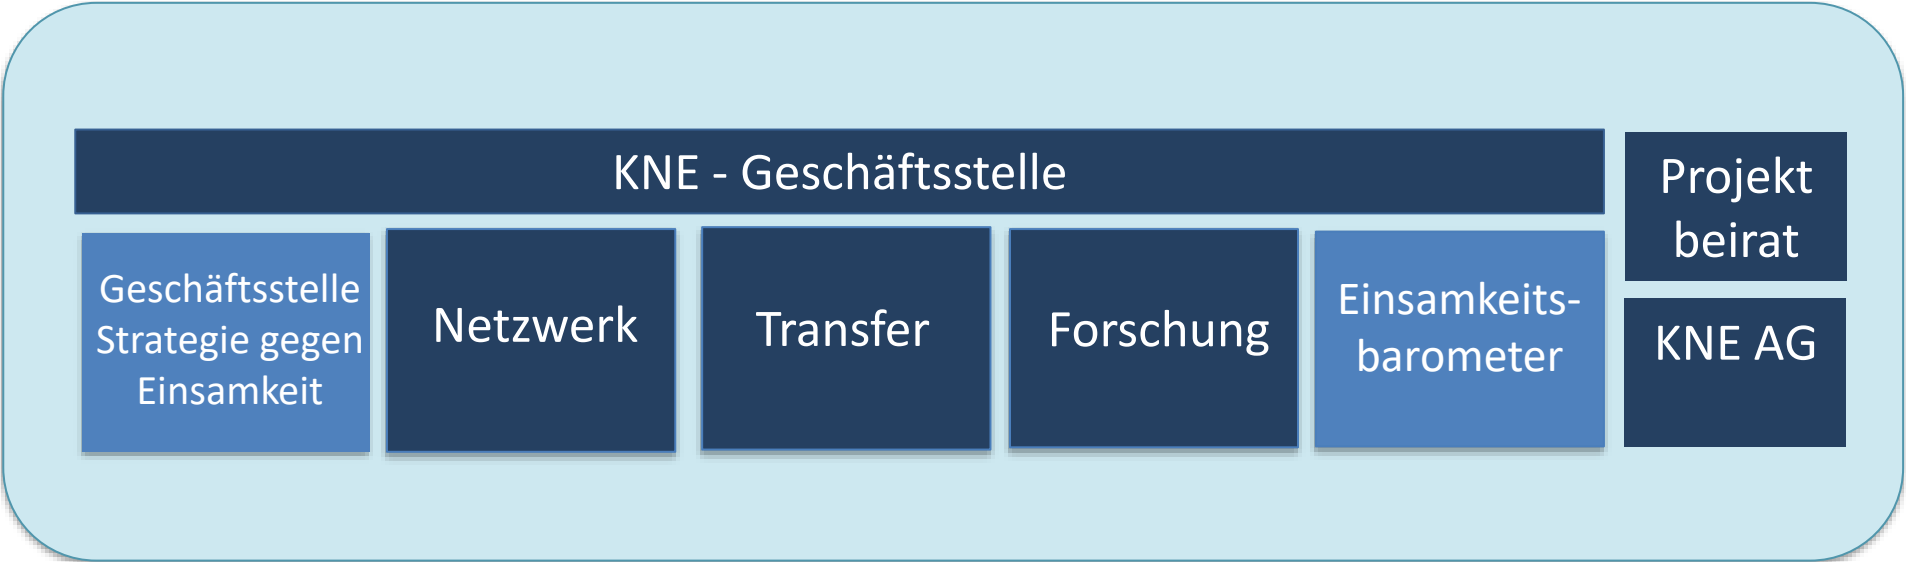 KNE - Geschäftsstelle
Projekt
beirat
Geschäftsstelle
Strategie gegen
Einsamkeit
Netzwerk
Transfer
Forschung
Einsamkeits-
barometer
KNE AG